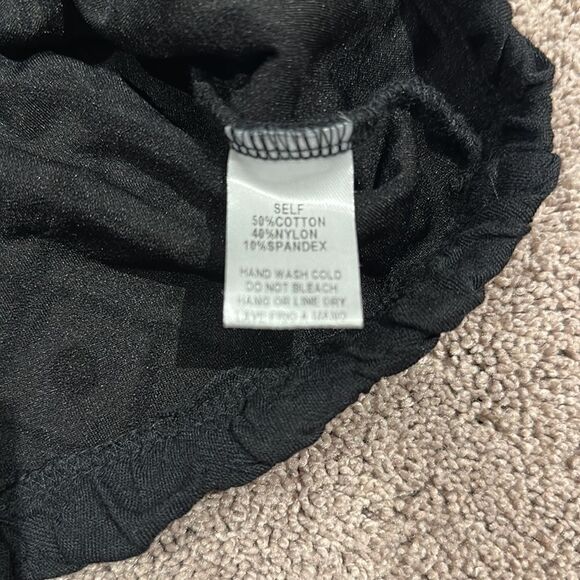 SELF
50%COTTON
40%NYLON
10%SPANDEX
HAND WASH COLD
DO NOT BLEACH
HANG OR LINE DRY